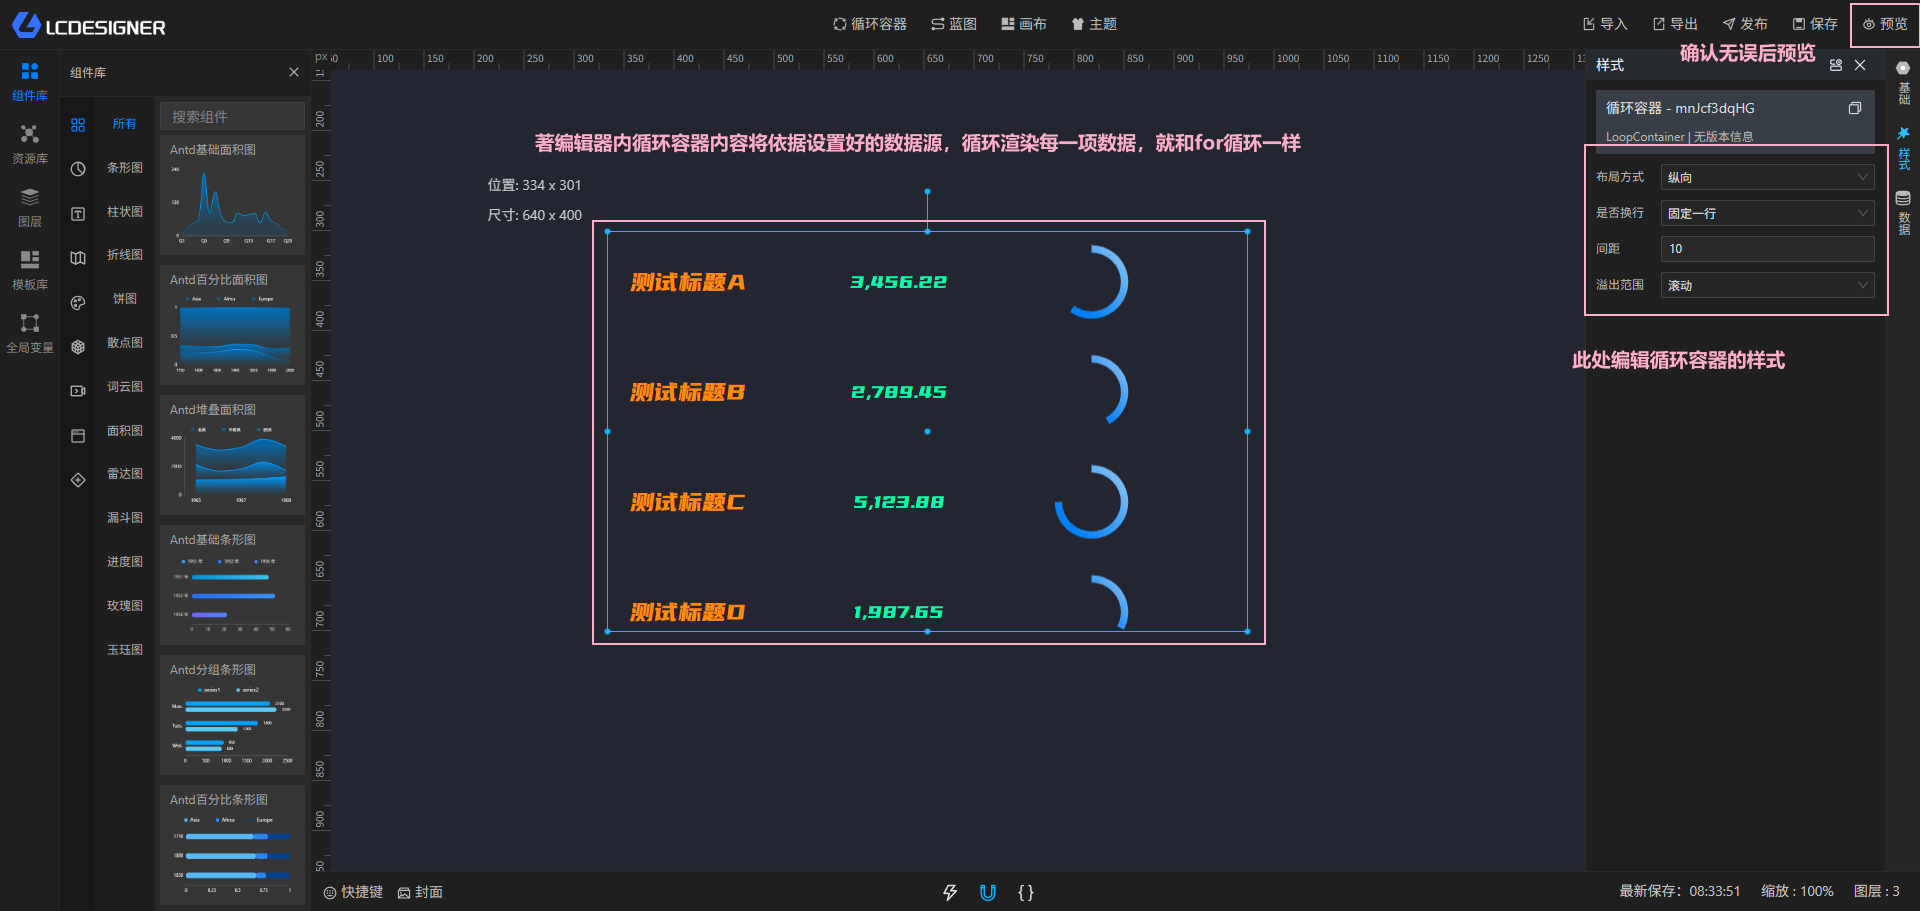 LCDESIGNER
循环容器 蓝图 画布 主题
导入 导出 发布 保存 预览
确认无误后预览
组件库
资源库
图层
模板库
全局变量
组件库
所有
条形图
柱状图
折线图
饼图
散点图
词云图
面积图
雷达图
漏斗图
进度图
玫瑰图
玉珏图
搜索组件
Antd基础面积图
Antd百分比面积图
Antd堆叠面积图
Antd基础条形图
Antd分组条形图
Antd百分比条形图
px
100 150 200 250 300 350 400 450 500 550 600 650 700 750 800 850 900 950 1000 1050 1100 1150 1200 1250
200
250
300
350
400
450
500
550
600
650
700
750
800
850
900
著编辑器内循环容器内容将依据设置好的数据源，循环渲染每一项数据，就和for循环一样
位置: 334 x 301
尺寸: 640 x 400
测试标题A 3,456.22
测试标题B 2,789.45
测试标题C 5,123.88
测试标题D 1,987.65
样式
循环容器 - mnJcf3dqHG
LoopContainer | 无版本信息
布局方式 纵向
是否换行 固定一行
间距 10
溢出范围 滚动
此处编辑循环容器的样式
基础
样式
数据
快捷键 封面
最新保存：08:33:51 缩放 : 100% 图层 : 3